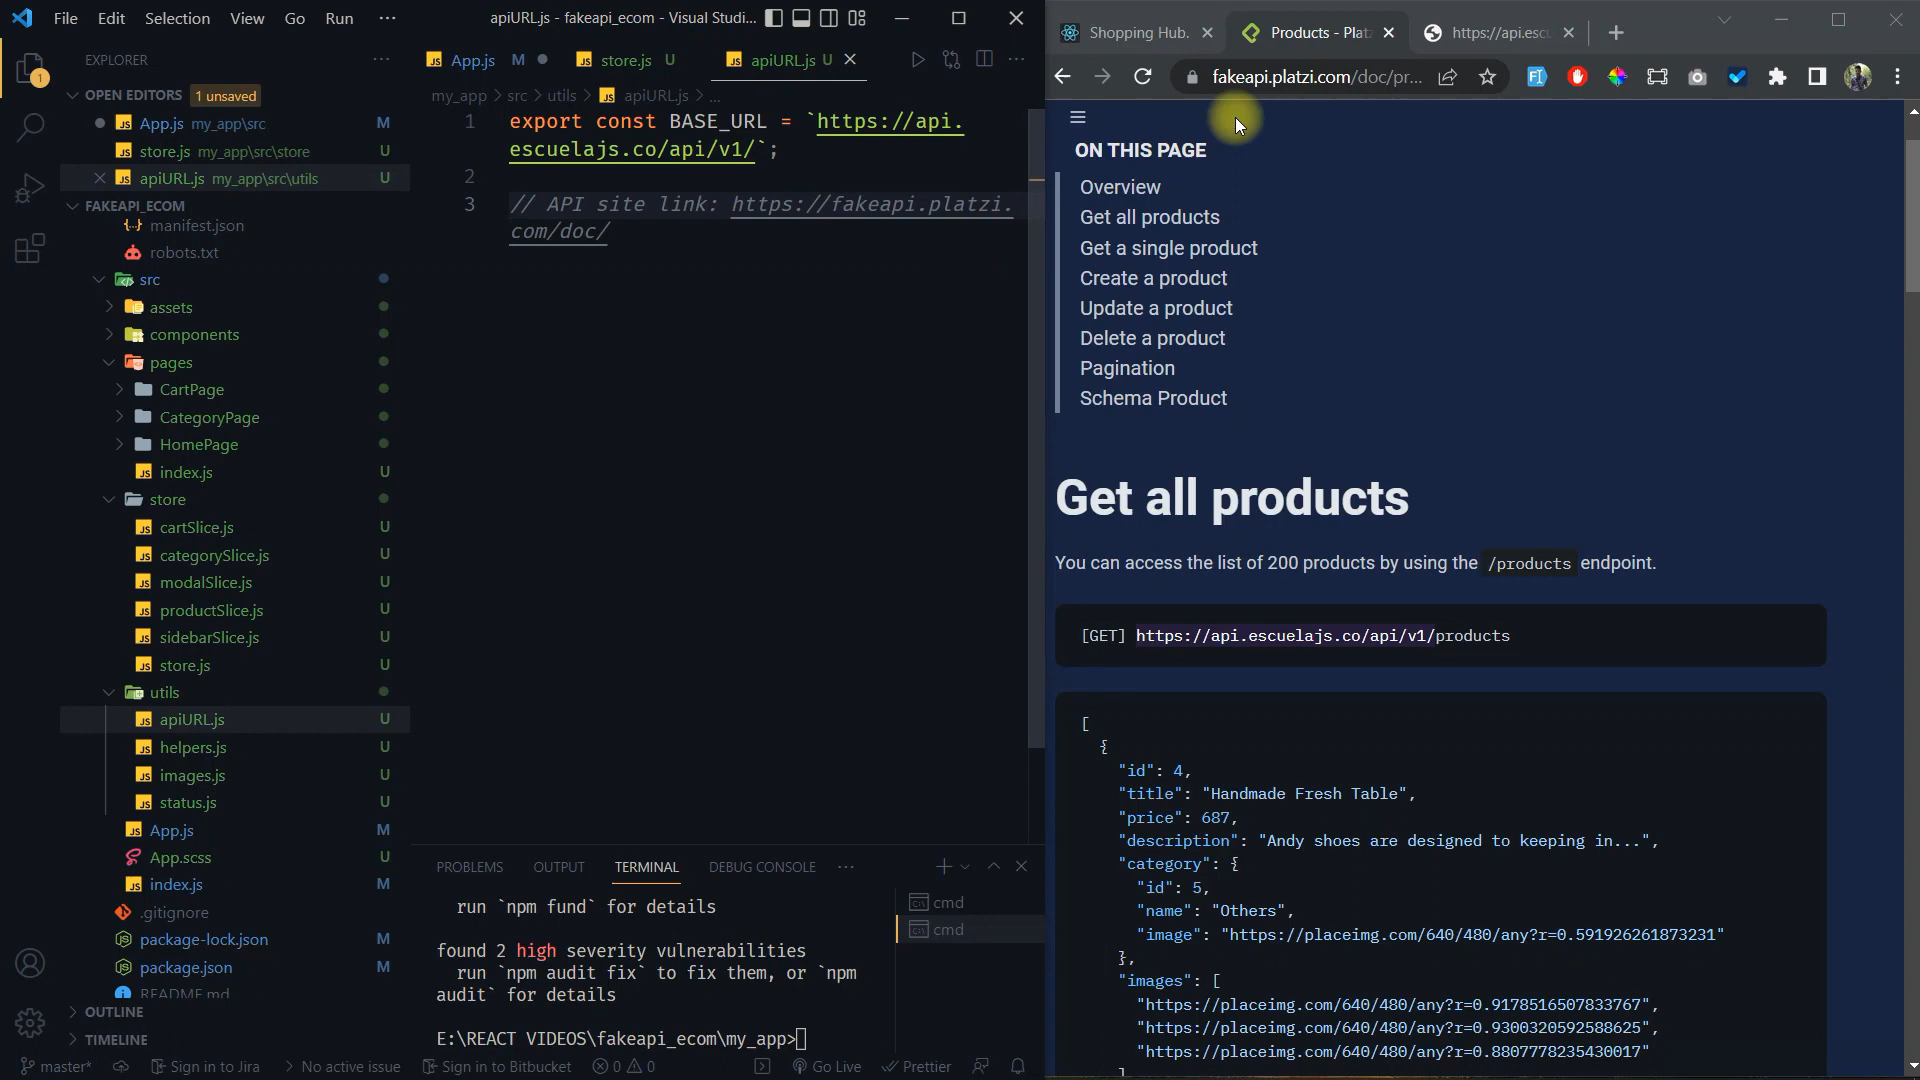 File Edit Selection View Go Run ...
apiURL.js - fakeapi_ecom - Visual Studi...
EXPLORER
OPEN EDITORS 1 unsaved
App.js my_app\src M
store.js my_app\src\store U
apiURL.js my_app\src\utils U
FAKEAPI_ECOM
manifest.json
robots.txt
src
assets
components
pages
CartPage
CategoryPage
HomePage
index.js U
store
cartSlice.js U
categorySlice.js U
modalSlice.js U
productSlice.js U
sidebarSlice.js U
store.js U
utils
apiURL.js U
helpers.js U
images.js U
status.js U
App.js M
App.scss U
index.js M
.gitignore
package-lock.json M
package.json M
README.md
OUTLINE
TIMELINE
App.js M
store.js U
apiURL.js U
my_app > src > utils > apiURL.js > ...
1 export const BASE_URL = `https://api.
escuelajs.co/api/v1/`;
2
3 // API site link: https://fakeapi.platzi.
com/doc/
PROBLEMS OUTPUT TERMINAL DEBUG CONSOLE ...
run `npm fund` for details
found 2 high severity vulnerabilities
run `npm audit fix` to fix them, or `npm
audit` for details
E:\REACT VIDEOS\fakeapi_ecom\my_app>
cmd
cmd
master* Sign in to Jira No active issue Sign in to Bitbucket 0 0 Go Live Prettier
Shopping Hub. Products - Platz https://api.escu
fakeapi.platzi.com/doc/pr...
ON THIS PAGE
Overview
Get all products
Get a single product
Create a product
Update a product
Delete a product
Pagination
Schema Product
Get all products
You can access the list of 200 products by using the /products endpoint.
[GET] https://api.escuelajs.co/api/v1/products
[
{
"id": 4,
"title": "Handmade Fresh Table",
"price": 687,
"description": "Andy shoes are designed to keeping in...",
"category": {
"id": 5,
"name": "Others",
"image": "https://placeimg.com/640/480/any?r=0.591926261873231"
},
"images": [
"https://placeimg.com/640/480/any?r=0.9178516507833767",
"https://placeimg.com/640/480/any?r=0.9300320592588625",
"https://placeimg.com/640/480/any?r=0.8807778235430017"
]